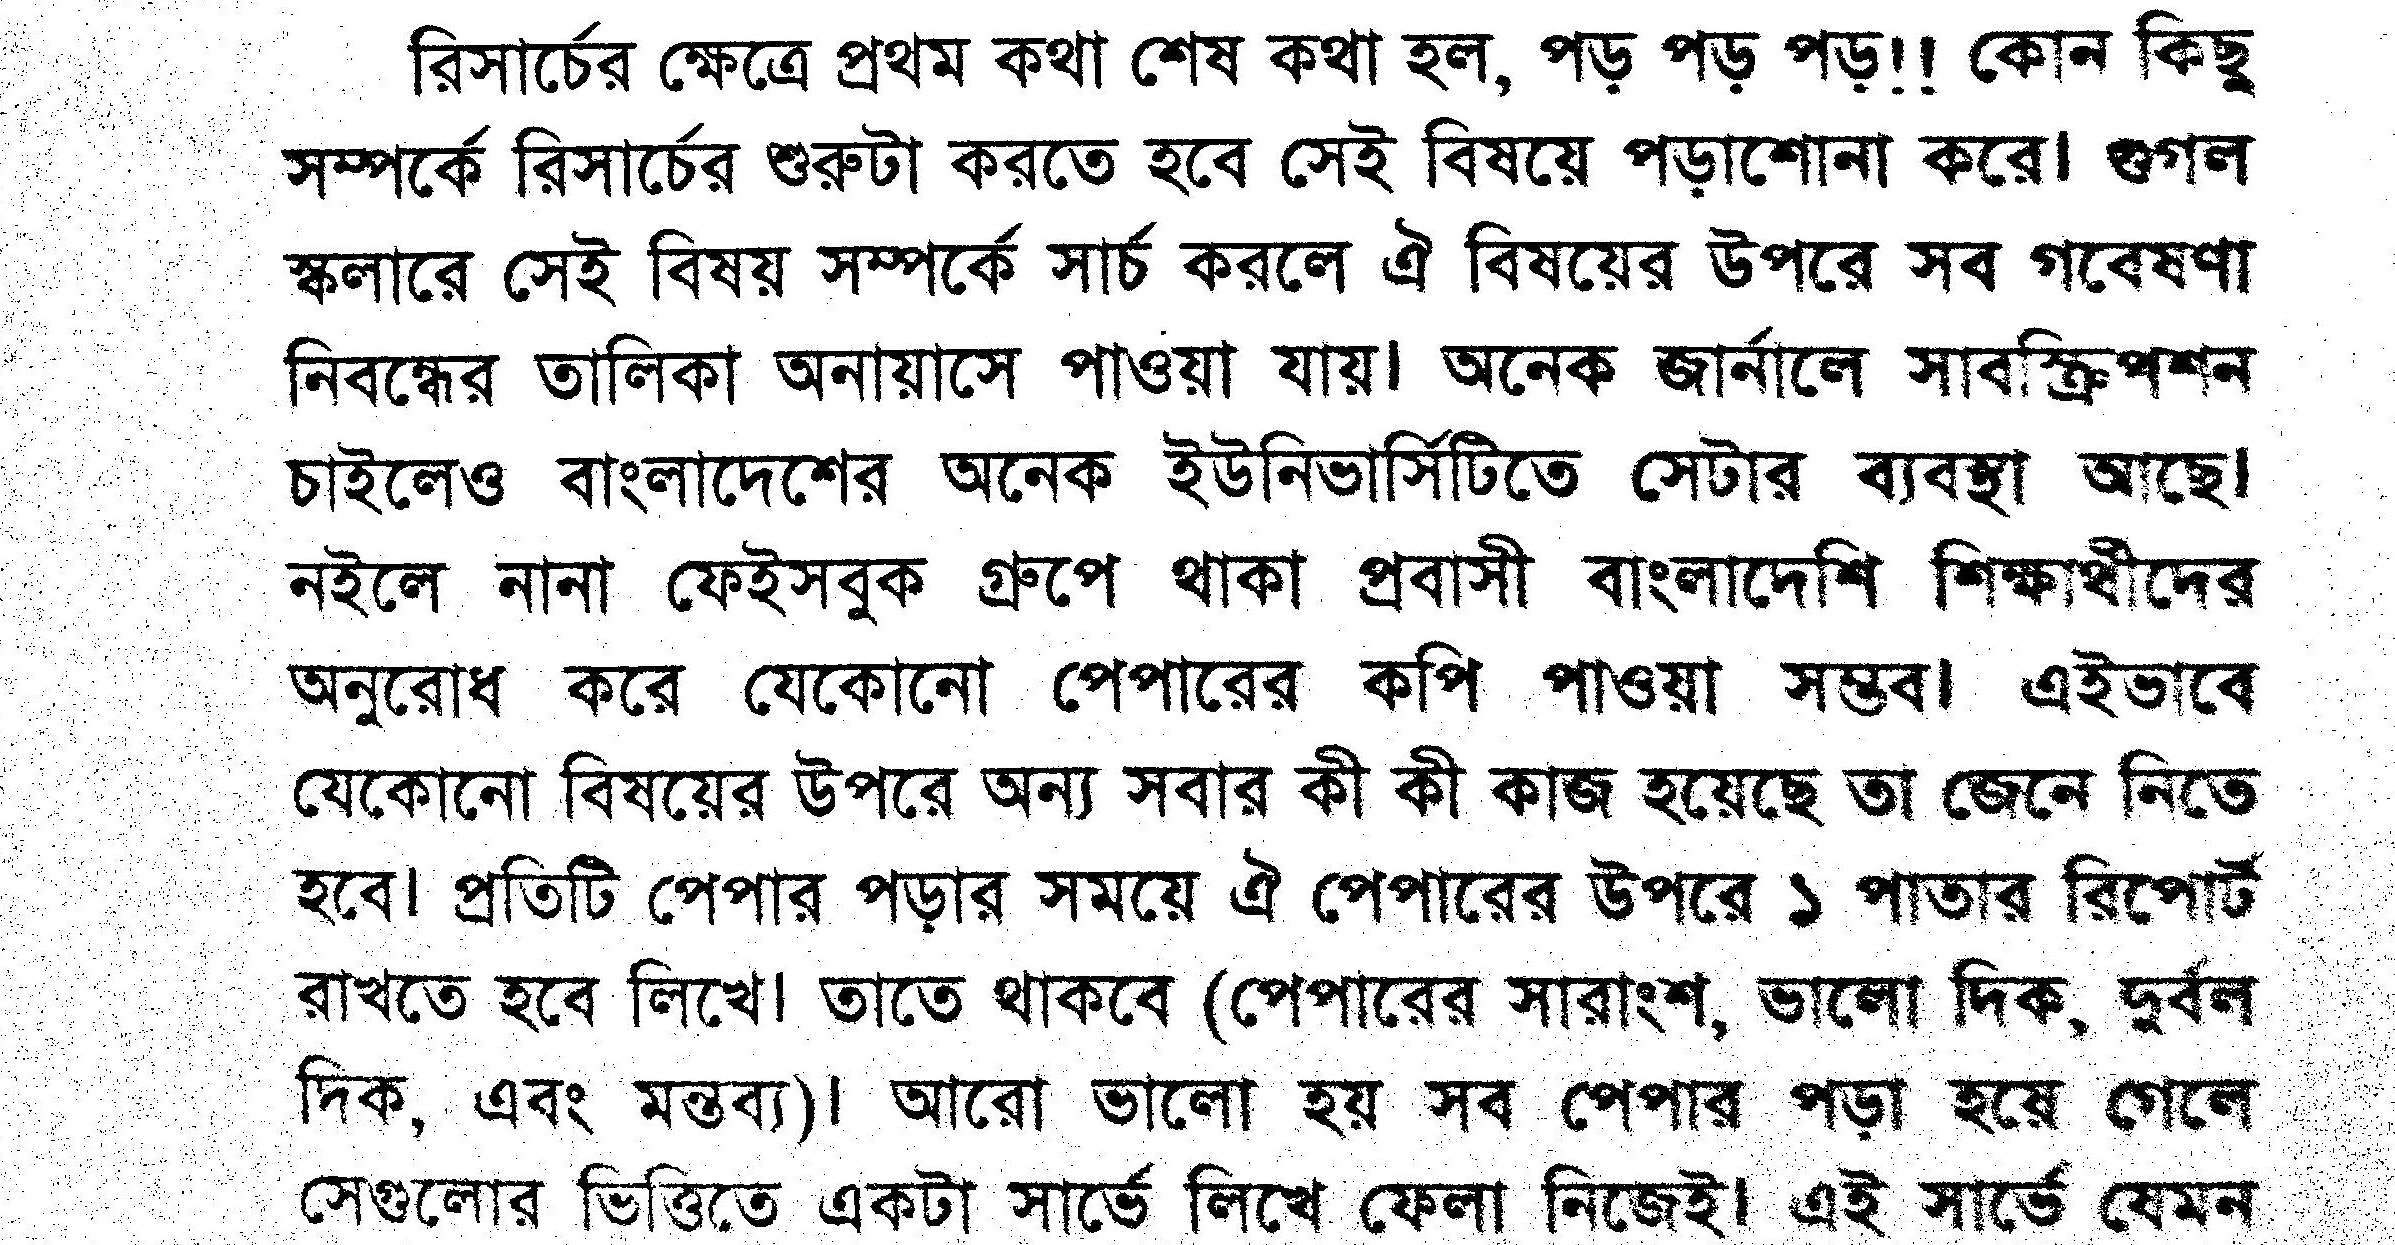 রিসার্চের ক্ষেত্রে প্রথম কথা শেষ কথা হল, পড় পড় পড়!! কোন কিছু
সম্পর্কে রিসার্চের শুরুটা করতে হবে সেই বিষয়ে পড়াশোনা করে। গুগল
স্কলারে সেই বিষয় সম্পর্কে সার্চ করলে ঐ বিষয়ের উপরে সব গবেষণা
নিবন্ধের তালিকা অনায়াসে পাওয়া যায়। অনেক জার্নালে সাবস্ক্রিপশন
চাইলেও বাংলাদেশের অনেক ইউনিভার্সিটিতে সেটার ব্যবস্থা আছে।
নইলে নানা ফেইসবুক গ্রুপে থাকা প্রবাসী বাংলাদেশি শিক্ষার্থীদের
অনুরোধ করে যেকোনো পেপারের কপি পাওয়া সম্ভব। এইভাবে
যেকোনো বিষয়ের উপরে অন্য সবার কী কী কাজ হয়েছে তা জেনে নিতে
হবে। প্রতিটি পেপার পড়ার সময়ে ঐ পেপারের উপরে ১ পাতার রিপোর্ট
রাখতে হবে লিখে। তাতে থাকবে (পেপারের সারাংশ, ভালো দিক, দুর্বল
দিক, এবং মন্তব্য)। আরো ভালো হয় সব পেপার পড়া হয়ে গেলে
সেগুলোর ভিত্তিতে একটা সার্ভে লিখে ফেলা নিজেই। এই সার্ভে যেমন